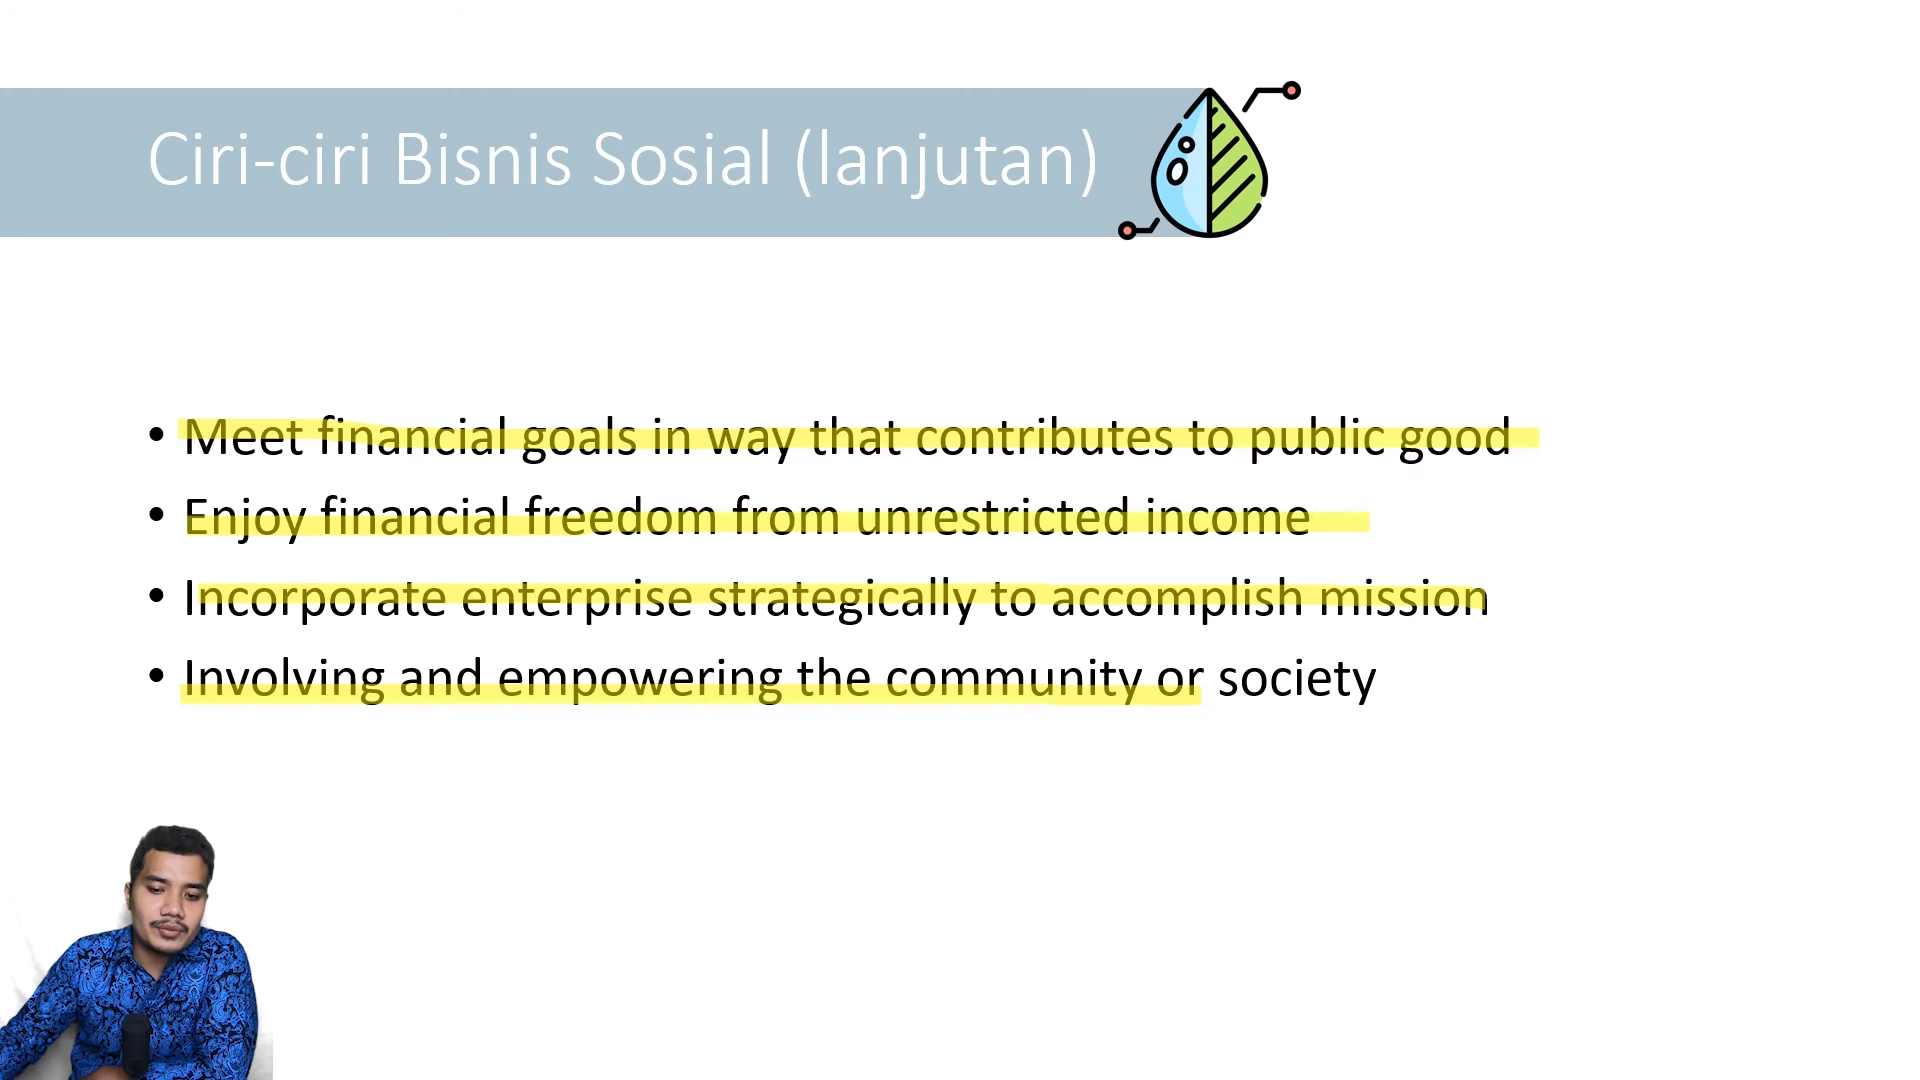 Ciri-ciri Bisnis Sosial (lanjutan)
• Meet financial goals in way that contributes to public good
• Enjoy financial freedom from unrestricted income
• Incorporate enterprise strategically to accomplish mission
• Involving and empowering the community or society